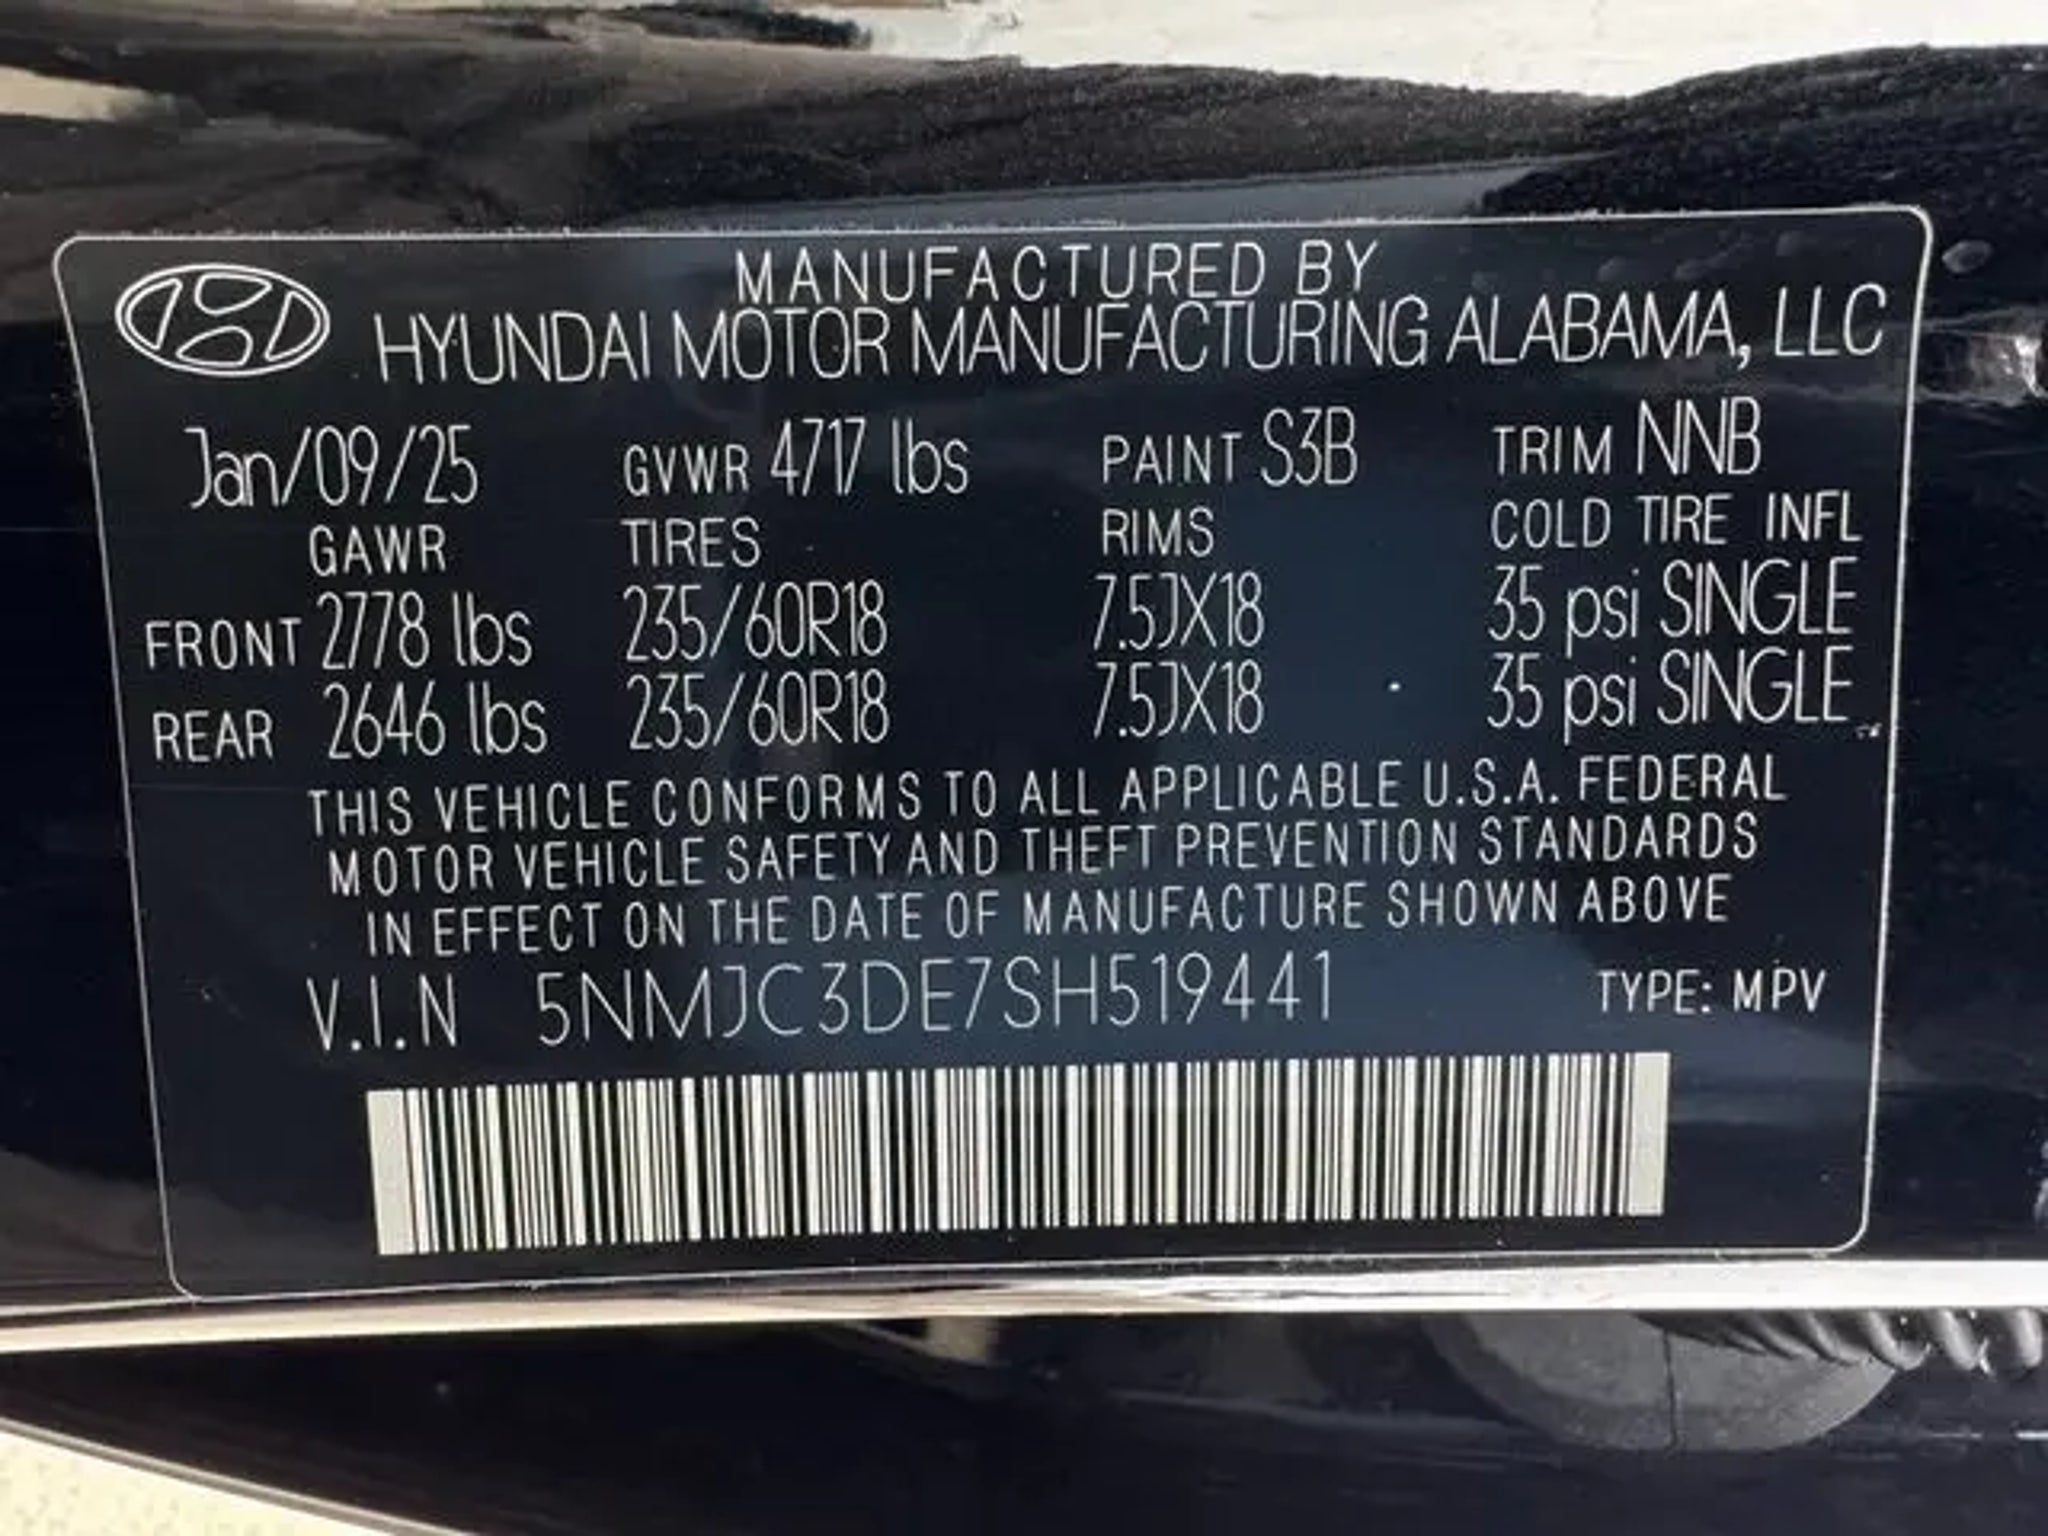 MANUFACTURED BY
HYUNDAI MOTOR MANUFACTURING ALABAMA, LLC
Jan/09/25 GVWR 4717 lbs PAINT S3B TRIM NNB
GAWR TIRES RIMS COLD TIRE INFL
FRONT 2778 lbs 235/60R18 7.5JX18 35 psi SINGLE
REAR 2646 lbs 235/60R18 7.5JX18 35 psi SINGLE
THIS VEHICLE CONFORMS TO ALL APPLICABLE U.S.A. FEDERAL
MOTOR VEHICLE SAFETY AND THEFT PREVENTION STANDARDS
IN EFFECT ON THE DATE OF MANUFACTURE SHOWN ABOVE
V.I.N 5NMJC3DE7SH519441 TYPE: MPV